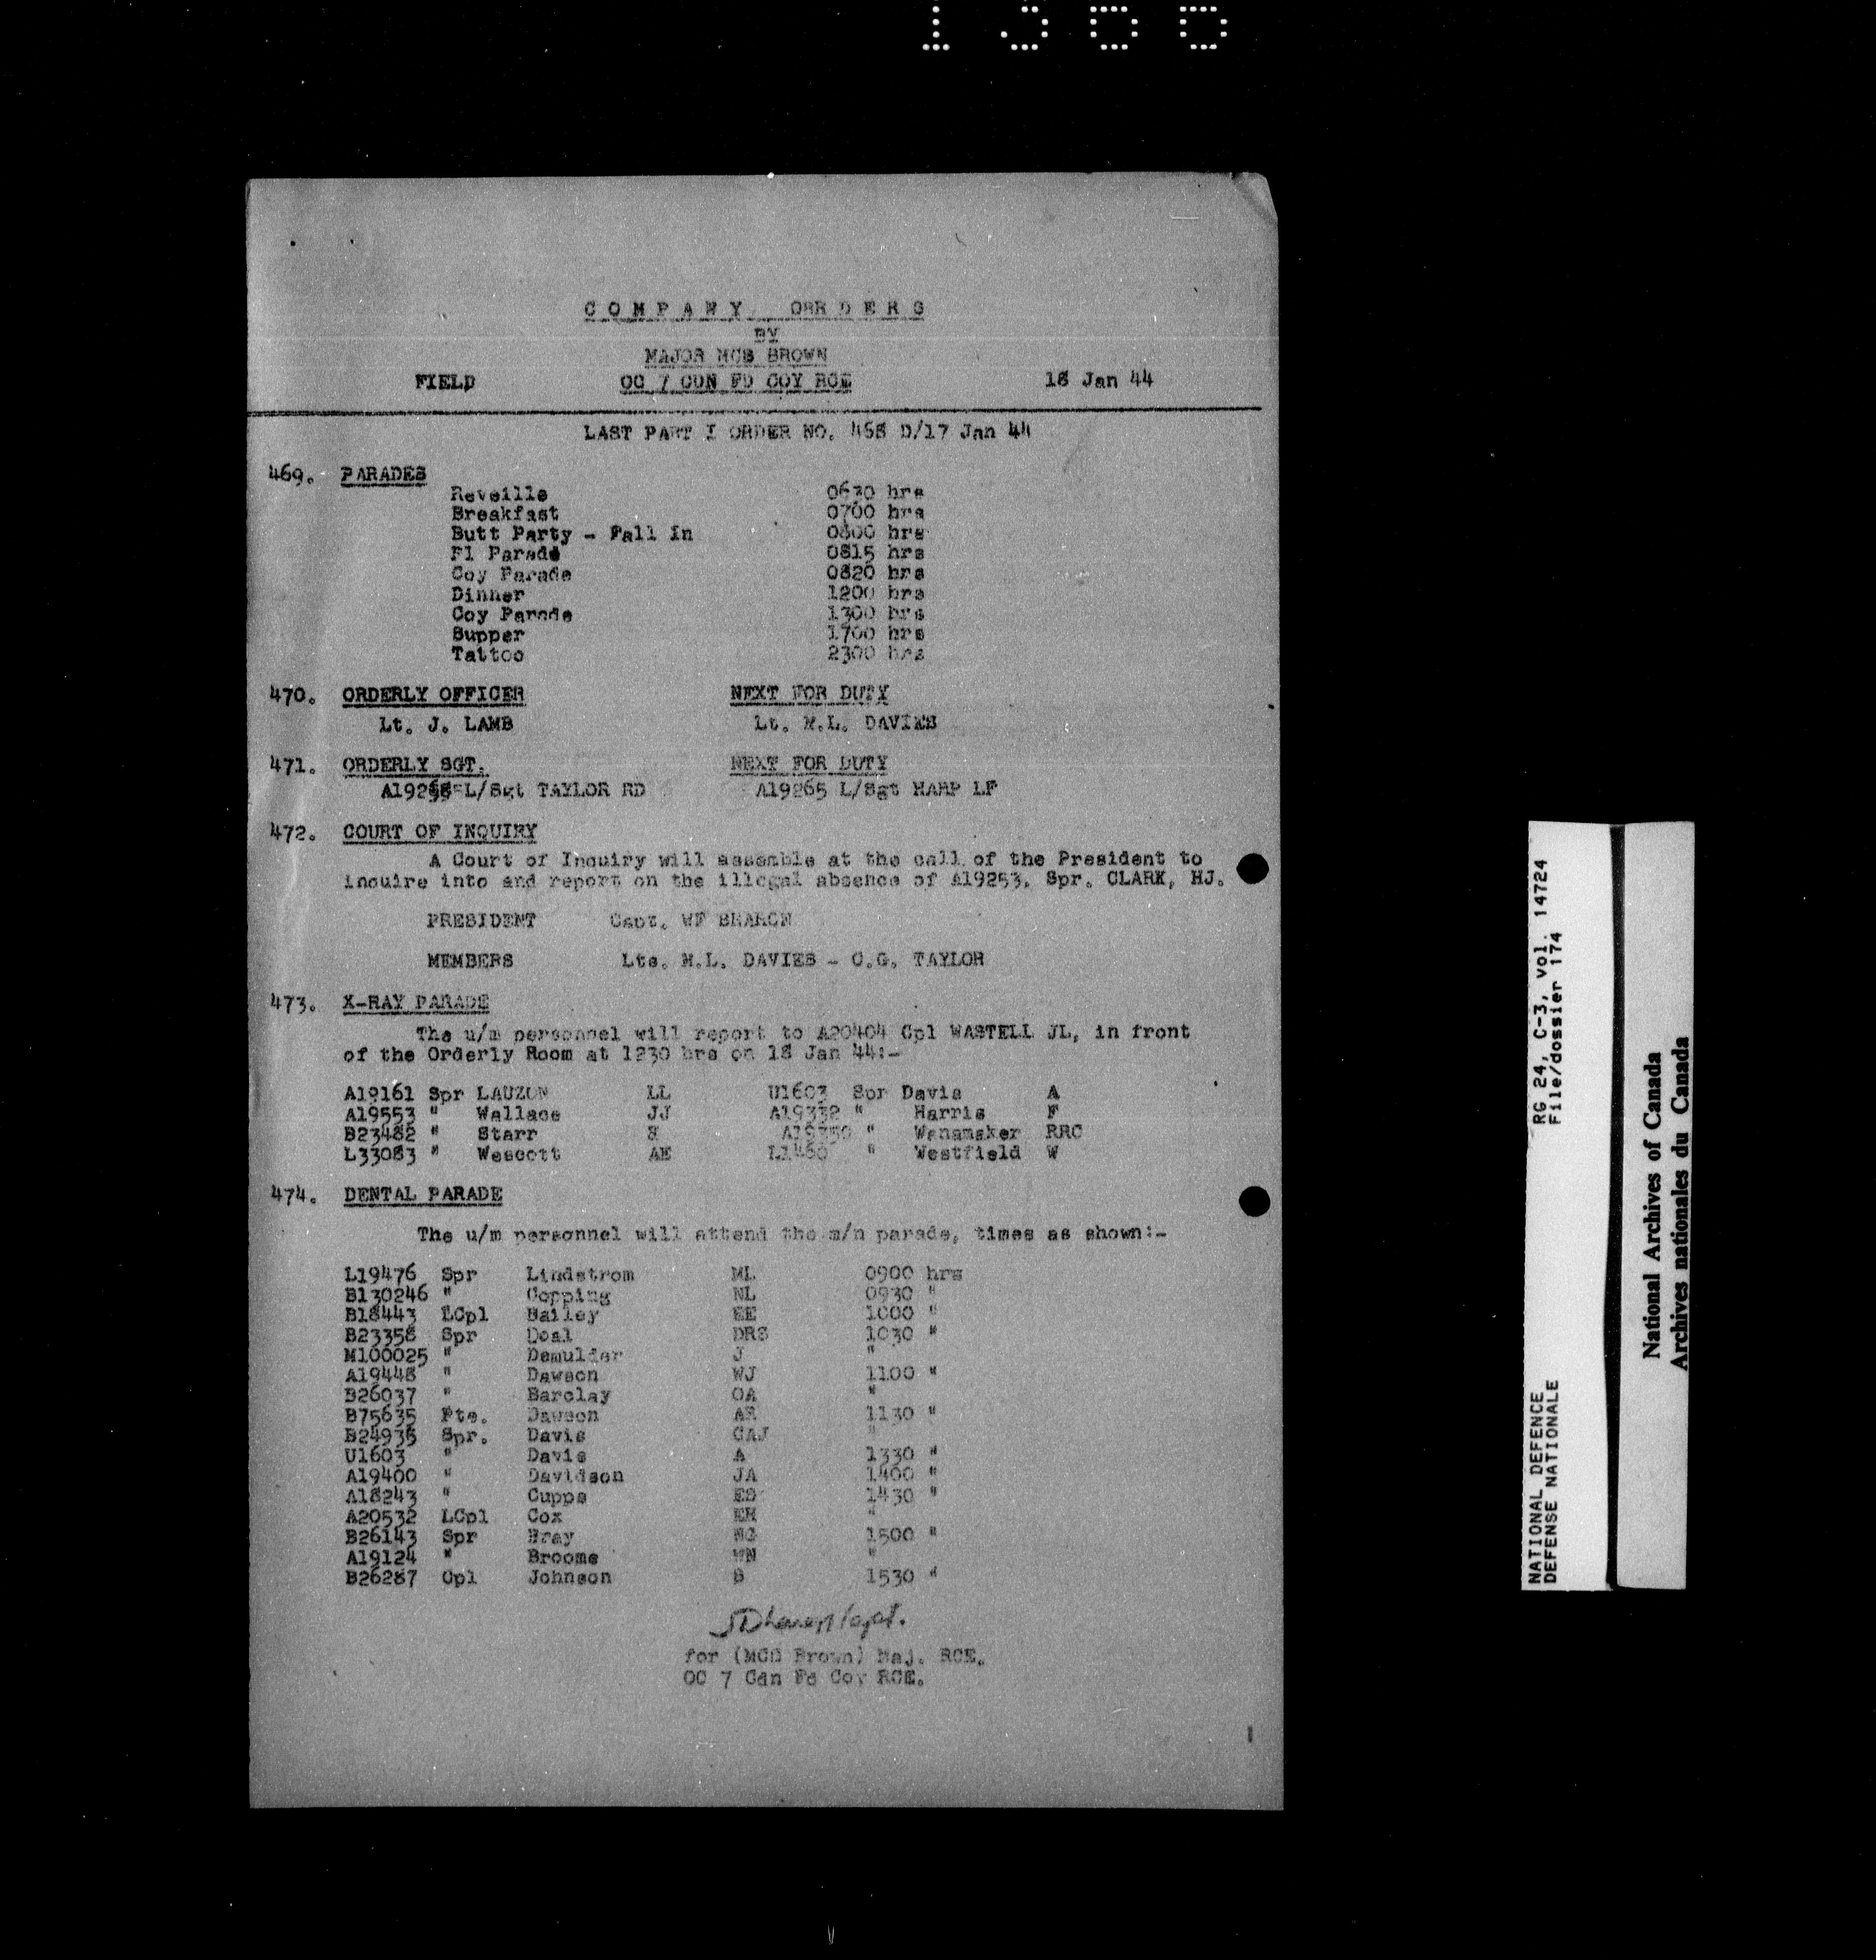 COMPANY ORRDERS
BY
MAJOR MCB BROWN
FIELD OC 7 CDN FD COY RCE 18 Jan 44
LAST PART I ORDER NO. 468 D/17 Jan 44
469. PARADES
Reveille 0630 hrs
Breakfast 0700 hrs
Butt Party - Fall in 0800 hrs
Fl Parade 0815 hrs
Coy Parade 0820 hrs
Dinner 1200 hrs
Coy Parade 1300 hrs
Supper 1700 hrs
Tattoo 2300 hrs
470. ORDERLY OFFICER NEXT FOR DUTY
Lt. J. LAMB Lt. M.L. DAVIES
471. ORDERLY SGT. NEXT FOR DUTY
L/Sgt TAYLOR RD A19265 L/Sgt HARP LF
472. COURT OF INQUIRY
A Court of Inquiry will assemble at the call of the President to
inquire into and report on the illegal absence of A19253, Spr. CLARK, HJ.
PRESIDENT Capt. WF
MEMBERS Lts. M.L. DAVIES - C.G. TAYLOR
473. X-RAY PARADE
The u/m personnel will report to A20404 Cpl WASTELL JL, in front
of the Orderly Room at 1230 hrs on 18 Jan 44:-
A19161 Spr LAUZON LL U1603 Spr Davis A
A19553 " Wallace JJ A19332 " Harris F
B23482 " Starr S A19350 " Wanamaker RRC
L33083 " Wescott AE L1460 " Westfield W
474. DENTAL PARADE
The u/m personnel will attend the m/n parade, times as shown:-
L19476 Spr Lindstrom ML 0900 hrs
B130246 " Copping NL 0930 "
B18443 LCpl Bailey EE 1000 "
B23358 Spr Doal DRS 1030 "
M100025 " Demulder J "
A19448 " Dawson WJ 1100 "
B26037 " Barclay OA "
B75635 Pte. Dawson AR 1130 "
B24935 Spr. Davis CAJ "
U1603 " Davis A 1330 "
A19400 " Davidson JA 1400 "
A18243 " Cupps ED 1430 "
A20532 LCpl Cox EH "
B26143 Spr Bray 1500 "
A19124 " Broome WN "
B26287 Cpl Johnson S 1530 "
for (MCB Brown) Maj. RCE.
OC 7 Cdn Fd Coy RCE.
RG 24, C-3, vol. 14724
File/dossier 174
NATIONAL DEFENCE
DEFENSE NATIONALE
National Archives of Canada
Archives nationales du Canada